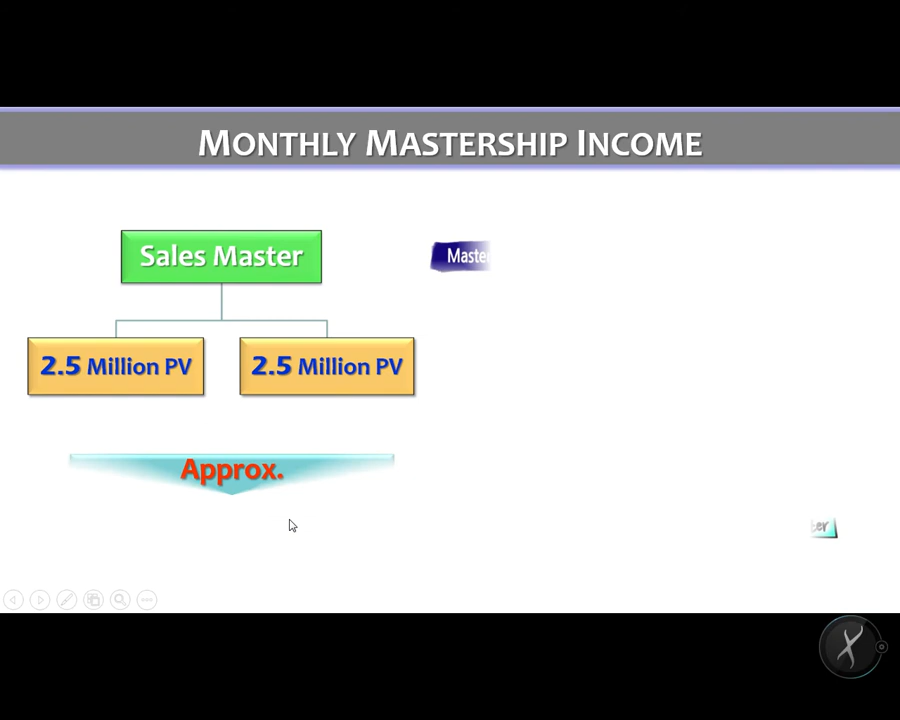 MONTHLY MASTERSHIP INCOME
Sales Master
2.5 Million PV
2.5 Million PV
Approx.